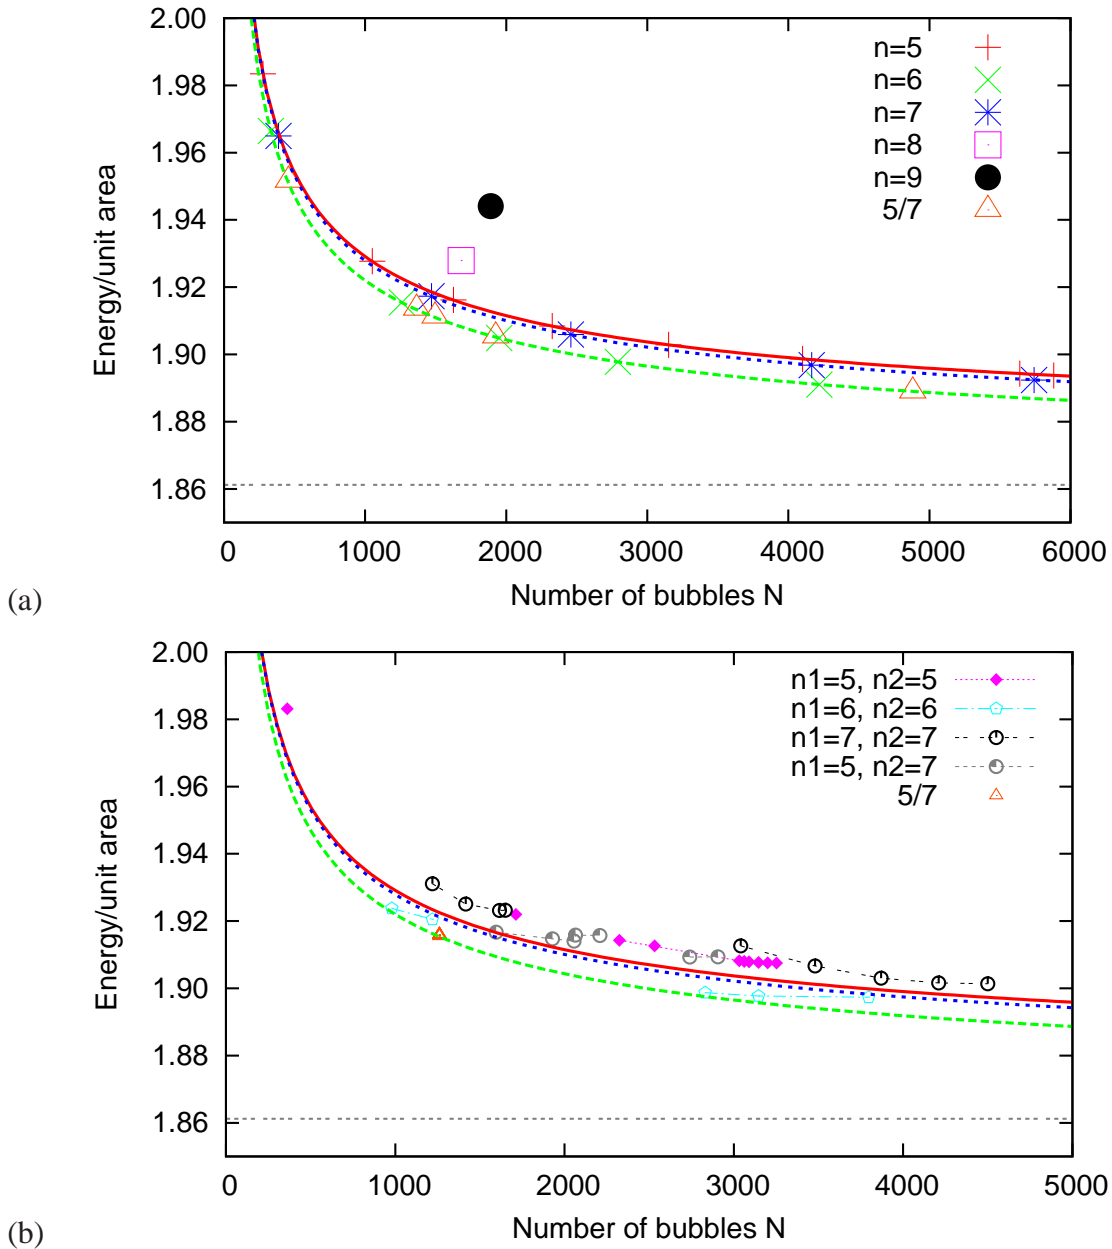 2.00
1.98
1.96
1.94
1.92
1.90
1.88
1.86
Energy/unit area
n=5
n=6
n=7
n=8
n=9
5/7
0 1000 2000 3000 4000 5000 6000
Number of bubbles N
(a)
2.00
1.98
1.96
1.94
1.92
1.90
1.88
1.86
Energy/unit area
n1=5, n2=5
n1=6, n2=6
n1=7, n2=7
n1=5, n2=7
5/7
0 1000 2000 3000 4000 5000
Number of bubbles N
(b)